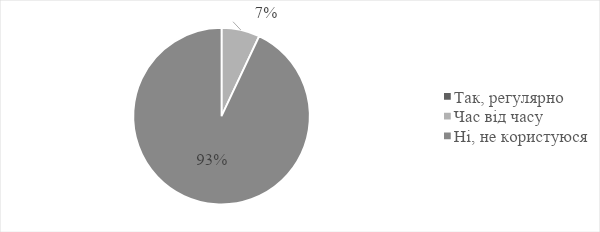 7%
93%
Так, регулярно
Час від часу
Ні, не користуюся